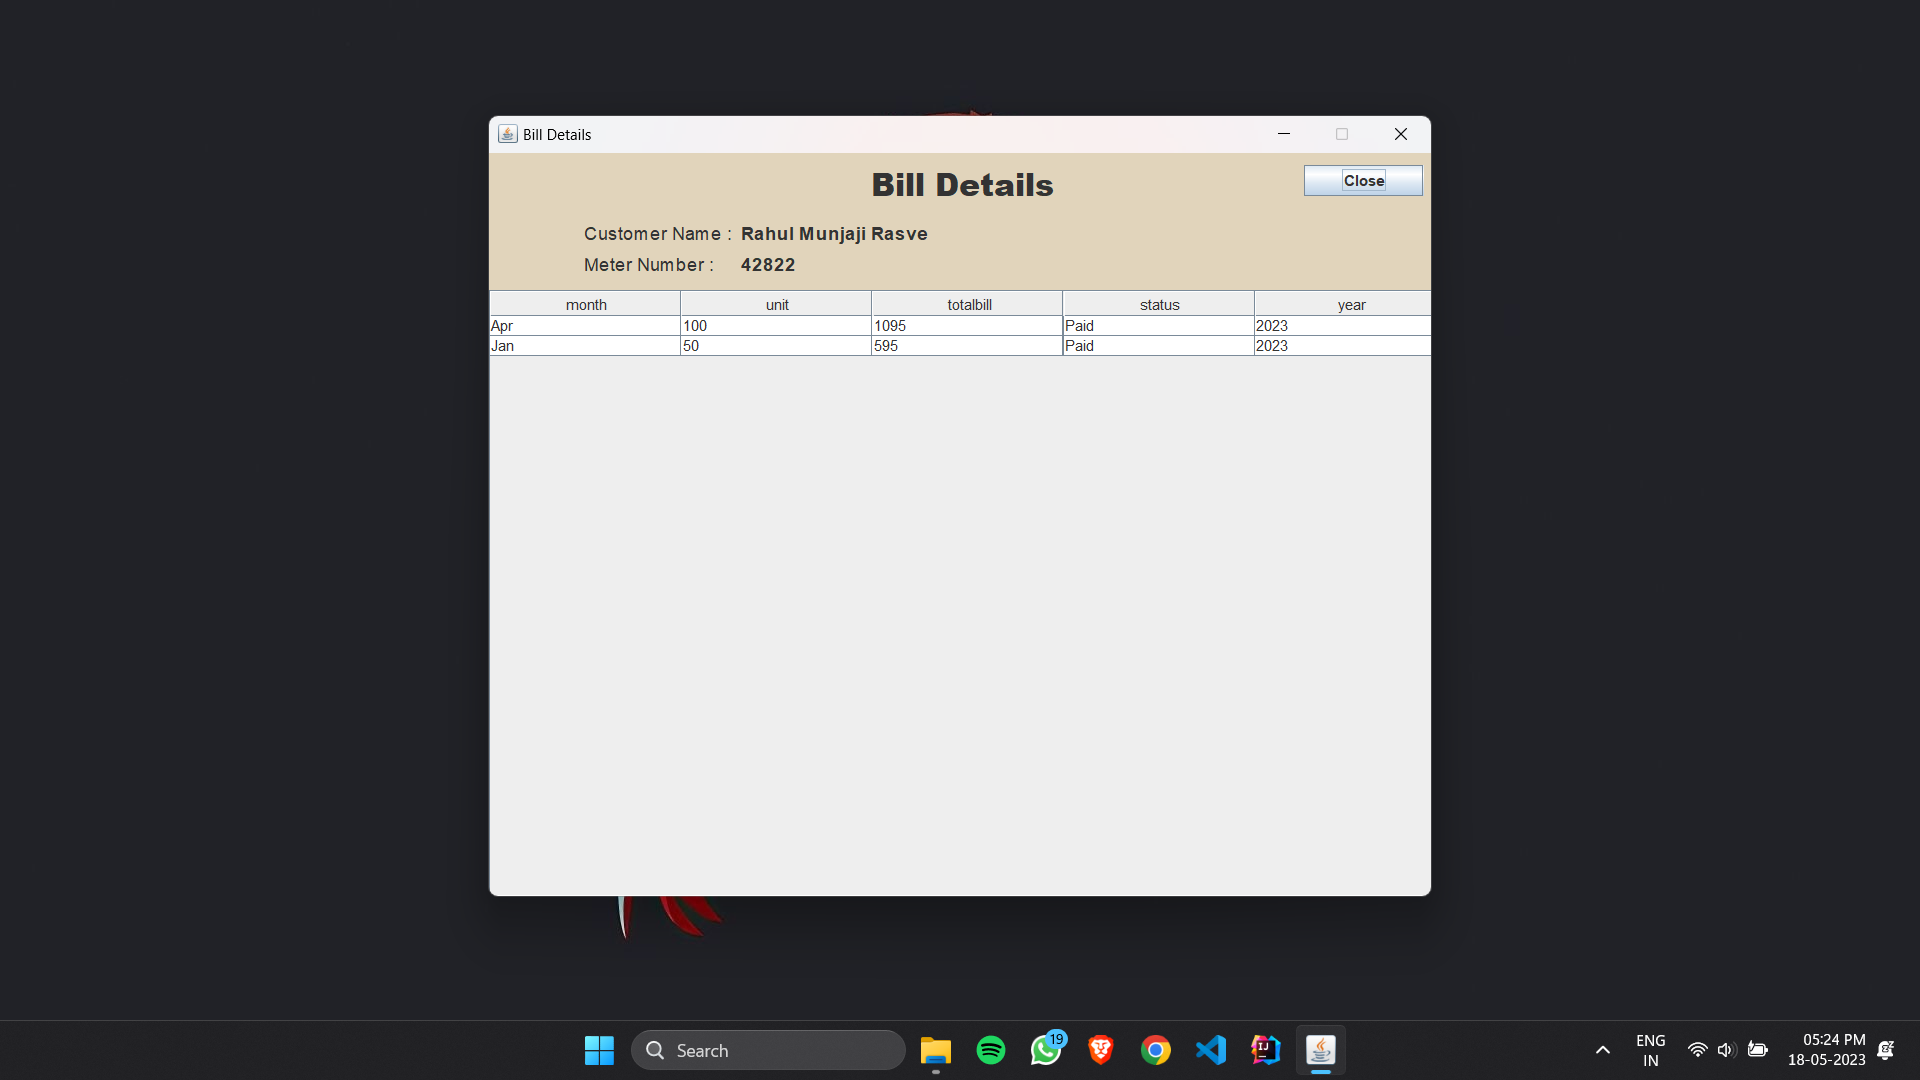 Bill Details
Bill Details
Close
Customer Name : Rahul Munjaji Rasve
Meter Number : 42822
month unit totalbill status year
Apr 100 1095 Paid 2023
Jan 50 595 Paid 2023
Search
19
IJ
ENG
IN
05:24 PM
18-05-2023